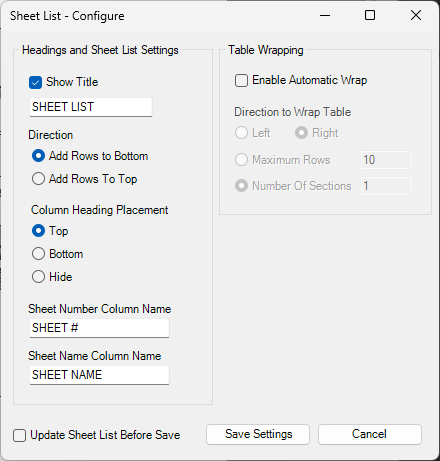 Sheet List - Configure
Headings and Sheet List Settings
Show Title
SHEET LIST
Direction
Add Rows to Bottom
Add Rows To Top
Column Heading Placement
Top
Bottom
Hide
Sheet Number Column Name
SHEET #
Sheet Name Column Name
SHEET NAME
Table Wrapping
Enable Automatic Wrap
Direction to Wrap Table
Left Right
Maximum Rows 10
Number Of Sections 1
Update Sheet List Before Save
Save Settings
Cancel